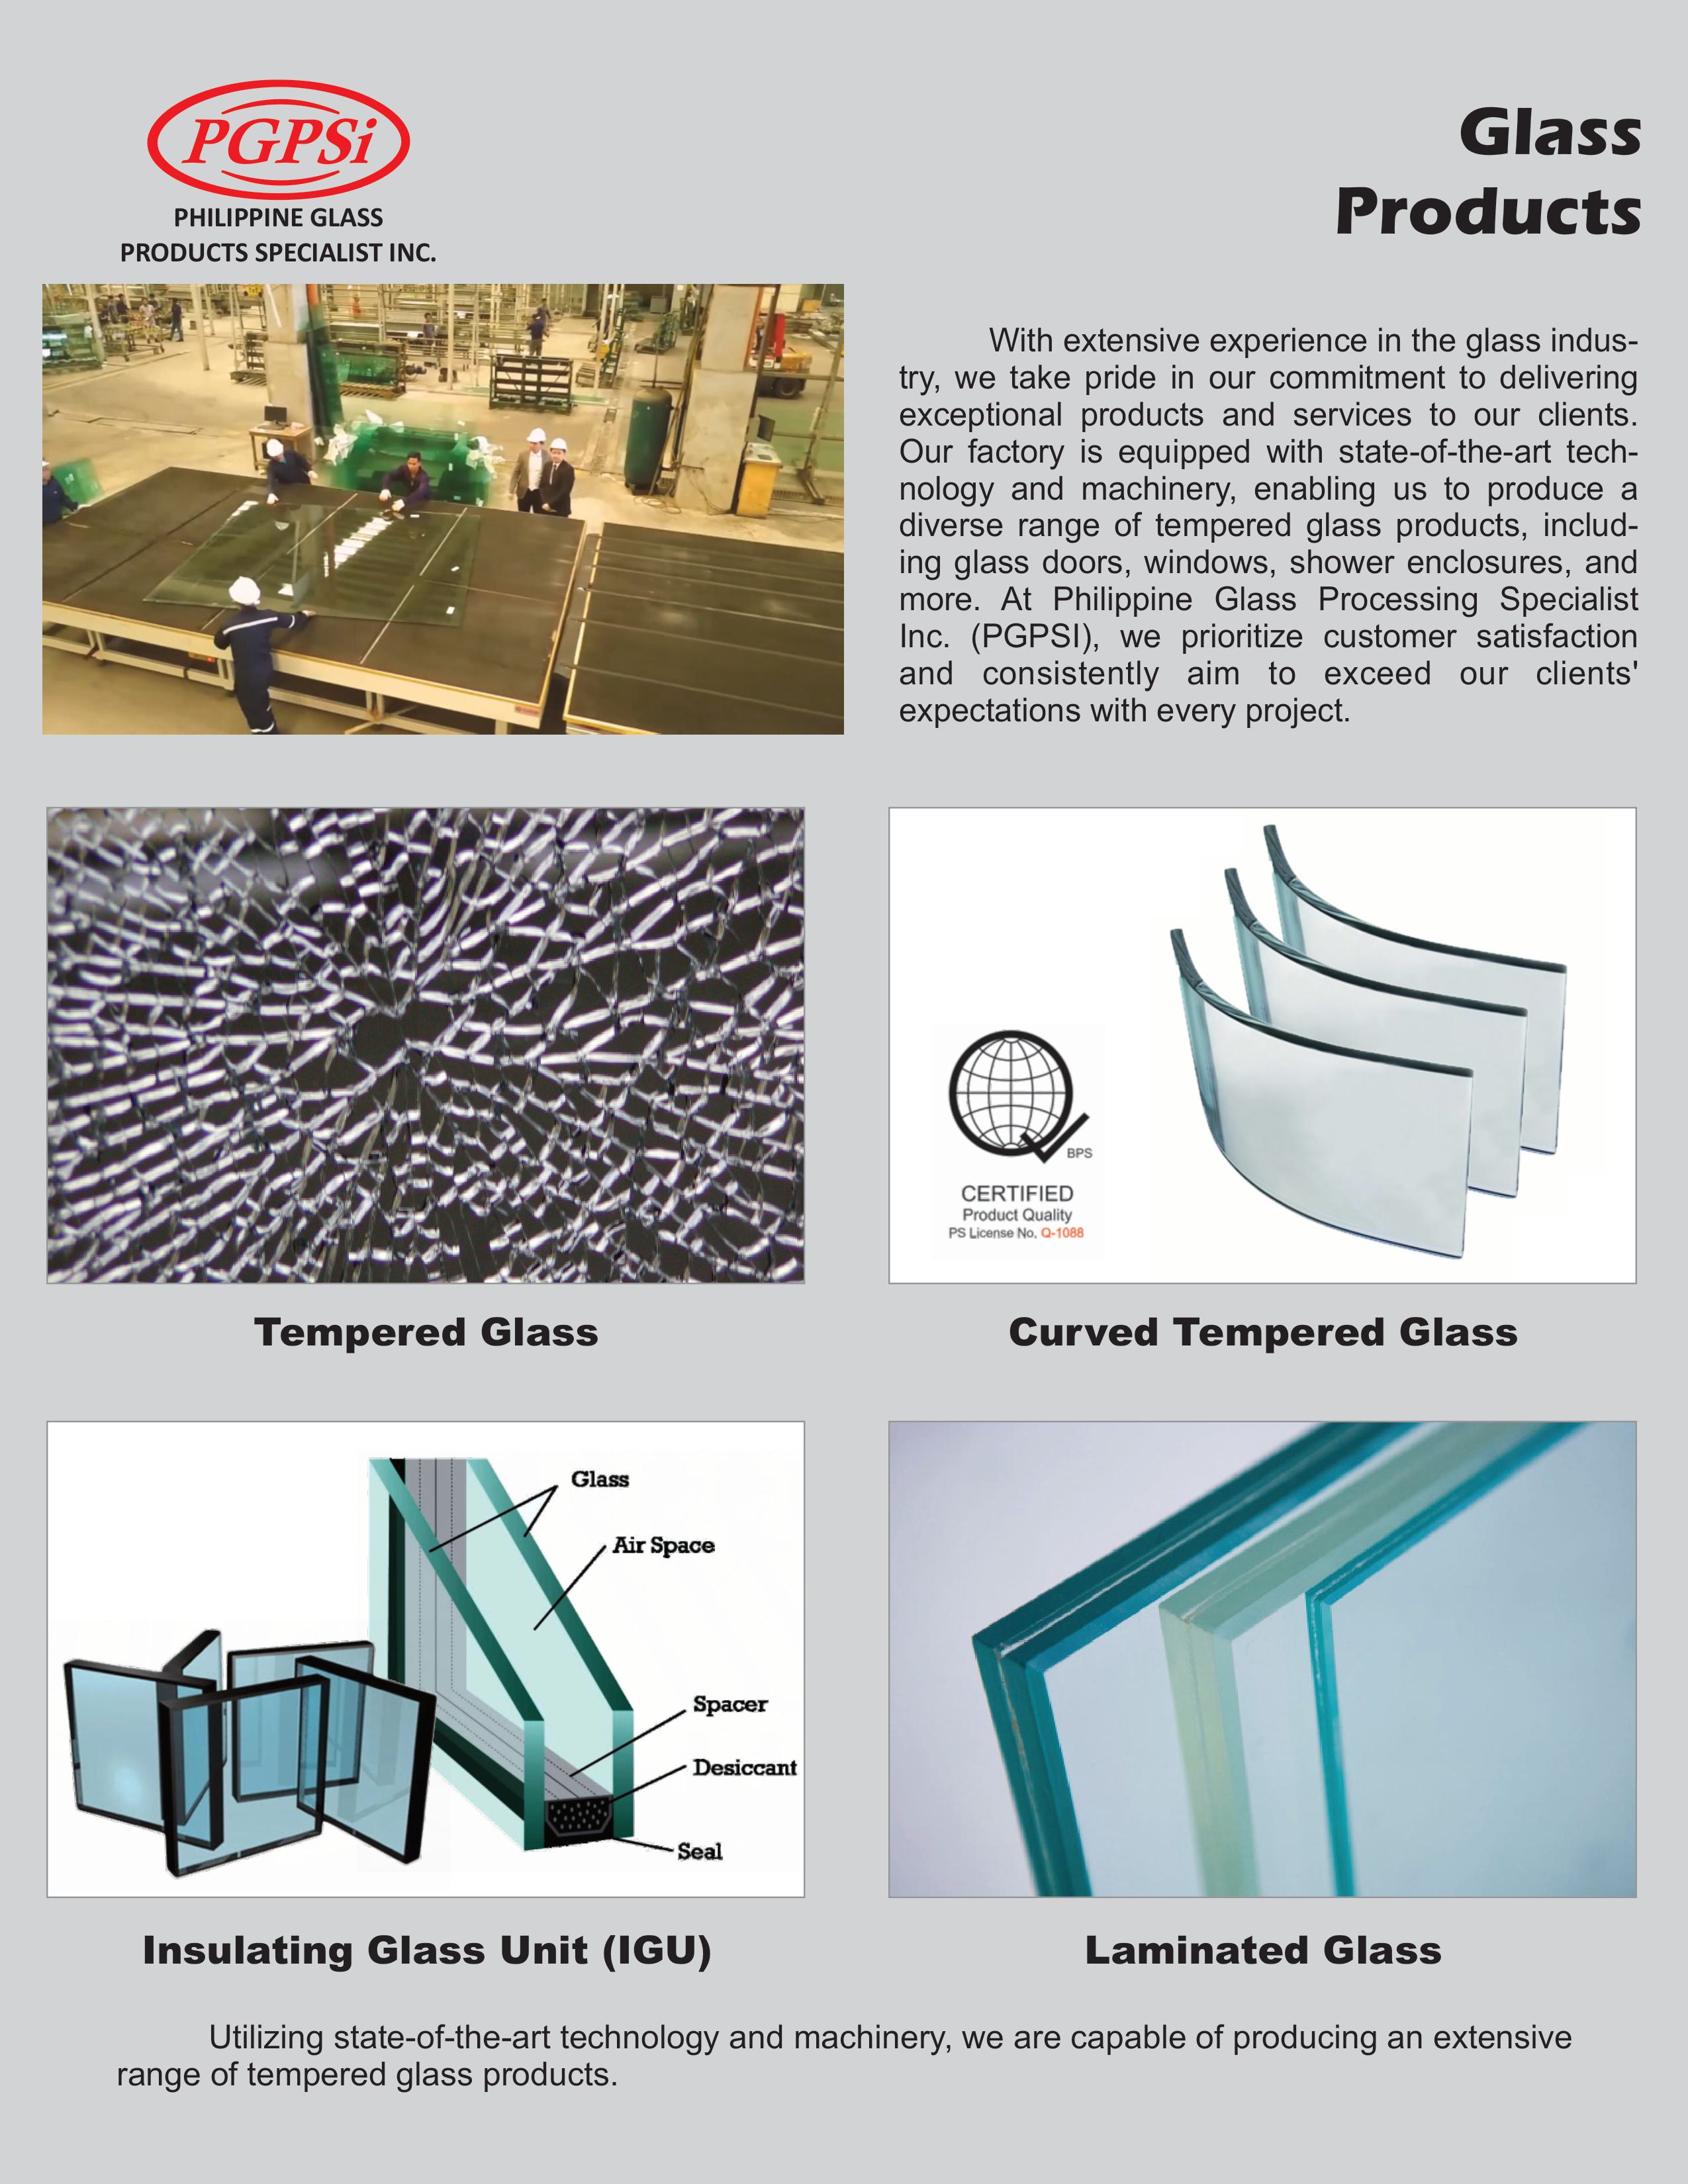 PGPSi
PHILIPPINE GLASS
PRODUCTS SPECIALIST INC.
Glass
Products
With extensive experience in the glass indus-
try, we take pride in our commitment to delivering
exceptional products and services to our clients.
Our factory is equipped with state-of-the-art tech-
nology and machinery, enabling us to produce a
diverse range of tempered glass products, includ-
ing glass doors, windows, shower enclosures, and
more. At Philippine Glass Processing Specialist
Inc. (PGPSI), we prioritize customer satisfaction
and consistently aim to exceed our clients'
expectations with every project.
BPS
CERTIFIED
Product Quality
PS License No. Q-1088
Tempered Glass
Curved Tempered Glass
Glass
Air Space
Spacer
Desiccant
Seal
Insulating Glass Unit (IGU)
Laminated Glass
Utilizing state-of-the-art technology and machinery, we are capable of producing an extensive
range of tempered glass products.